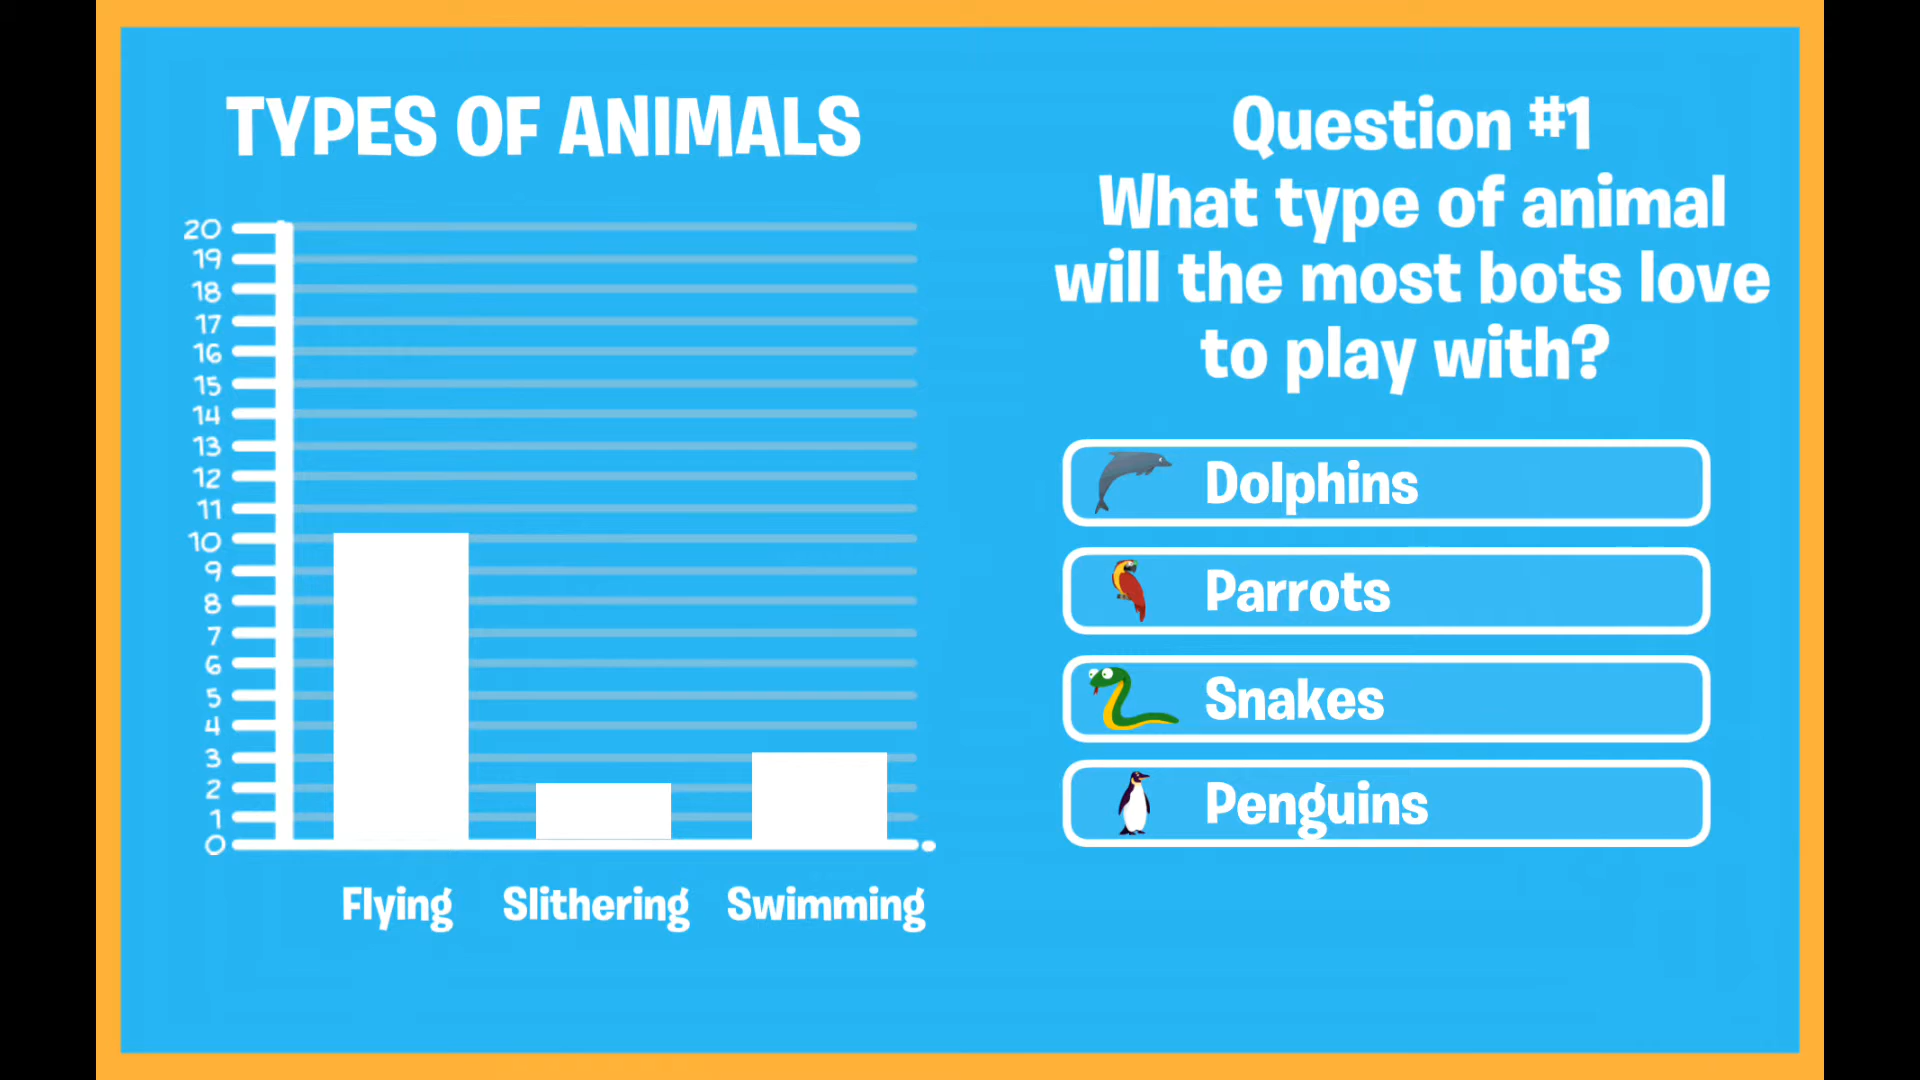 TYPES OF ANIMALS
20
19
18
17
16
15
14
13
12
11
10
9
8
7
6
5
4
3
2
1
0
Flying Slithering Swimming
Question #1
What type of animal
will the most bots love
to play with?
Dolphins
Parrots
Snakes
Penguins